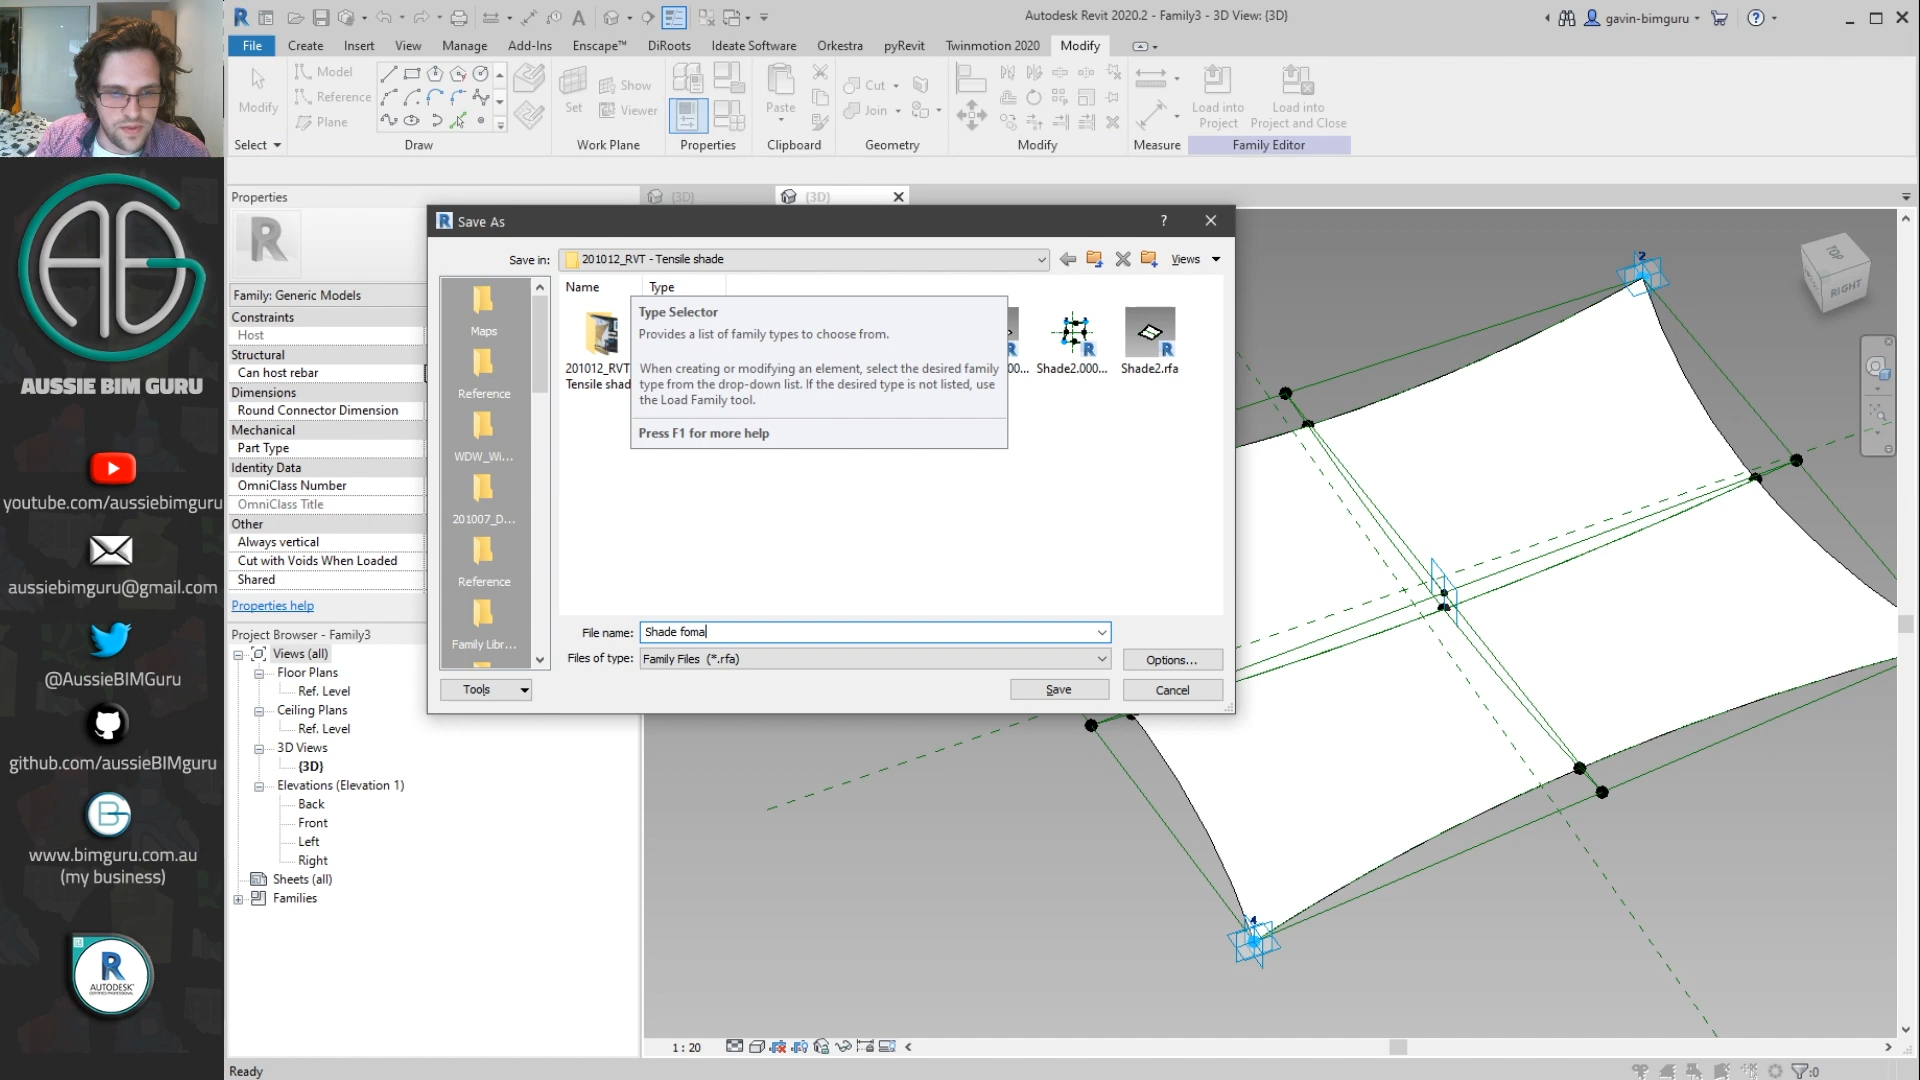 Autodesk Revit 2020.2 - Family3 - 3D View: {3D}
gavin-bimguru
File Create Insert View Manage Add-Ins Enscape™ DiRoots Ideate Software Orkestra pyRevit Twinmotion 2020 Modify
Modify
Model
Reference
Plane
Set
Show
Viewer
Paste
Cut
Join
Load into
Project
Load into
Project and Close
Select
Draw
Work Plane
Properties
Clipboard
Geometry
Modify
Measure
Family Editor
Properties
{3D}
{3D}
Family: Generic Models
Constraints
Host
Structural
Can host rebar
Dimensions
Round Connector Dimension
Mechanical
Part Type
Identity Data
OmniClass Number
OmniClass Title
Other
Always vertical
Cut with Voids When Loaded
Shared
Properties help
Project Browser - Family3
Views (all)
Floor Plans
Ref. Level
Ceiling Plans
Ref. Level
3D Views
{3D}
Elevations (Elevation 1)
Back
Front
Left
Right
Sheets (all)
Families
Save As
Save in:
201012_RVT - Tensile shade
Views
Name
Type
Maps
Reference
WDW_Wi...
201007_D...
Reference
Family Libr...
201012_RVT
Tensile shad
00...
Shade2.000...
Shade2.rfa
Type Selector
Provides a list of family types to choose from.
When creating or modifying an element, select the desired family
type from the drop-down list. If the desired type is not listed, use
the Load Family tool.
Press F1 for more help
File name:
Shade foma
Files of type:
Family Files (*.rfa)
Options...
Tools
Save
Cancel
TOP
RIGHT
2
4
1 : 20
Ready
:0
AUSSIE BIM GURU
youtube.com/aussiebimguru
aussiebimguru@gmail.com
@AussieBIMGuru
github.com/aussieBIMguru
www.bimguru.com.au
(my business)
R
AUTODESK